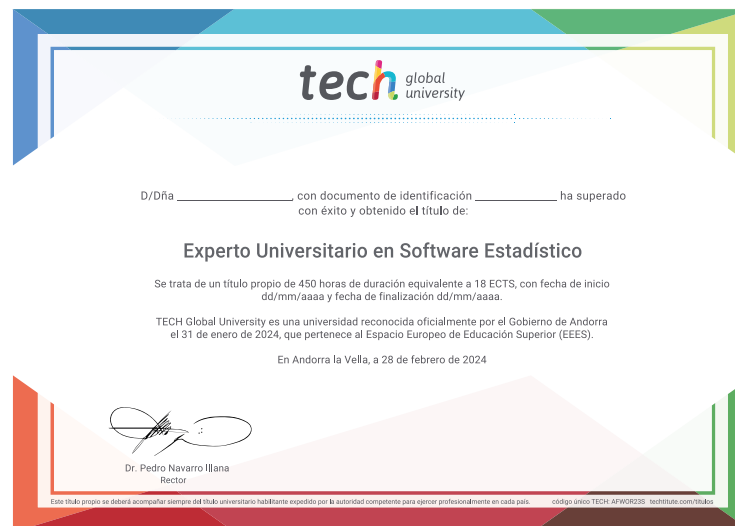 tech global
university
D/Dña ____________, con documento de identificación ____________ ha superado
con éxito y obtenido el título de:
Experto Universitario en Software Estadístico
Se trata de un título propio de 450 horas de duración equivalente a 18 ECTS, con fecha de inicio
dd/mm/aaaa y fecha de finalización dd/mm/aaaa.
TECH Global University es una universidad reconocida oficialmente por el Gobierno de Andorra
el 31 de enero de 2024, que pertenece al Espacio Europeo de Educación Superior (EEES).
En Andorra la Vella, a 28 de febrero de 2024
Dr. Pedro Navarro Illana
Rector
Este título propio se deberá acompañar siempre del título universitario habilitante expedido por la autoridad competente para ejercer profesionalmente en cada país. código único TECH: AFWOR23S techtitute.com/titulos